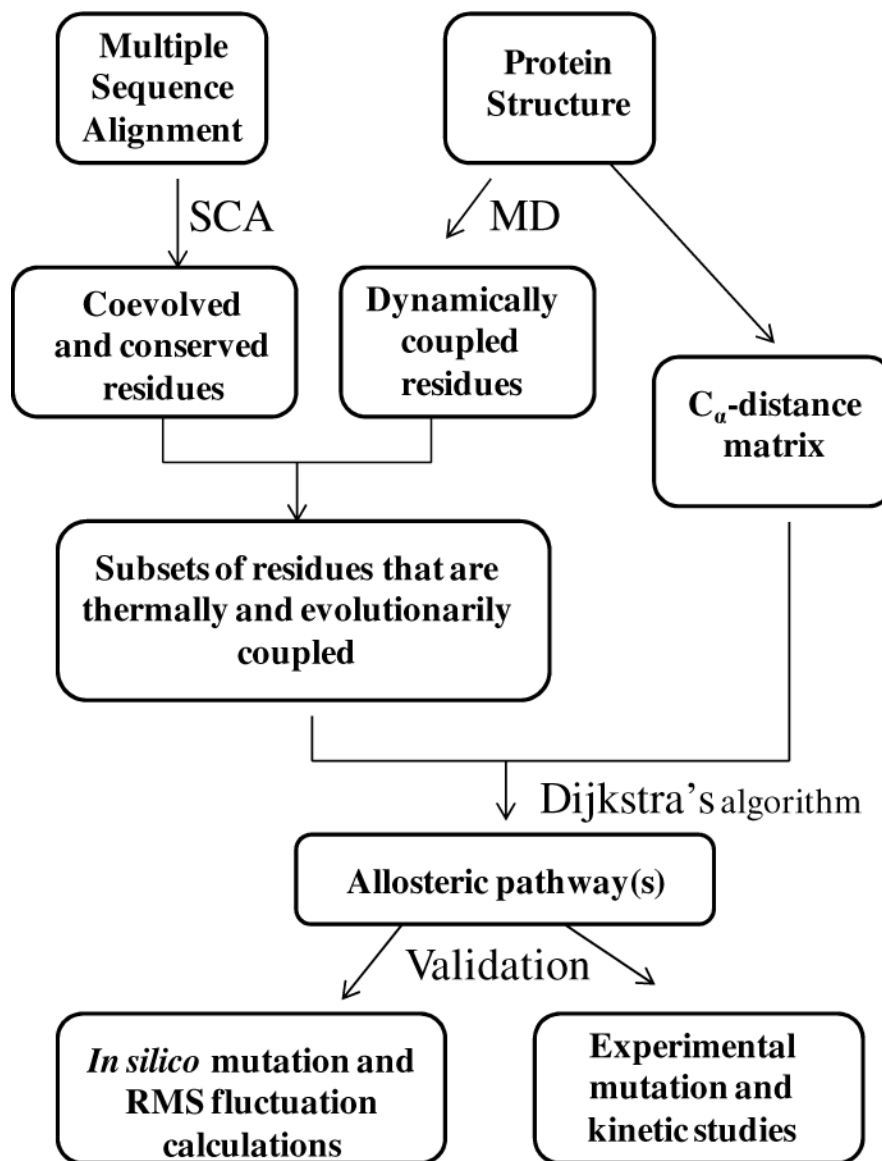 Multiple
Sequence
Alignment
Protein
Structure
SCA
MD
Coevolved
and conserved
residues
Dynamically
coupled
residues
Cα-distance
matrix
Subsets of residues that are
thermally and evolutionarily
coupled
Dijkstra's algorithm
Allosteric pathway(s)
Validation
In silico mutation and
RMS fluctuation
calculations
Experimental
mutation and
kinetic studies